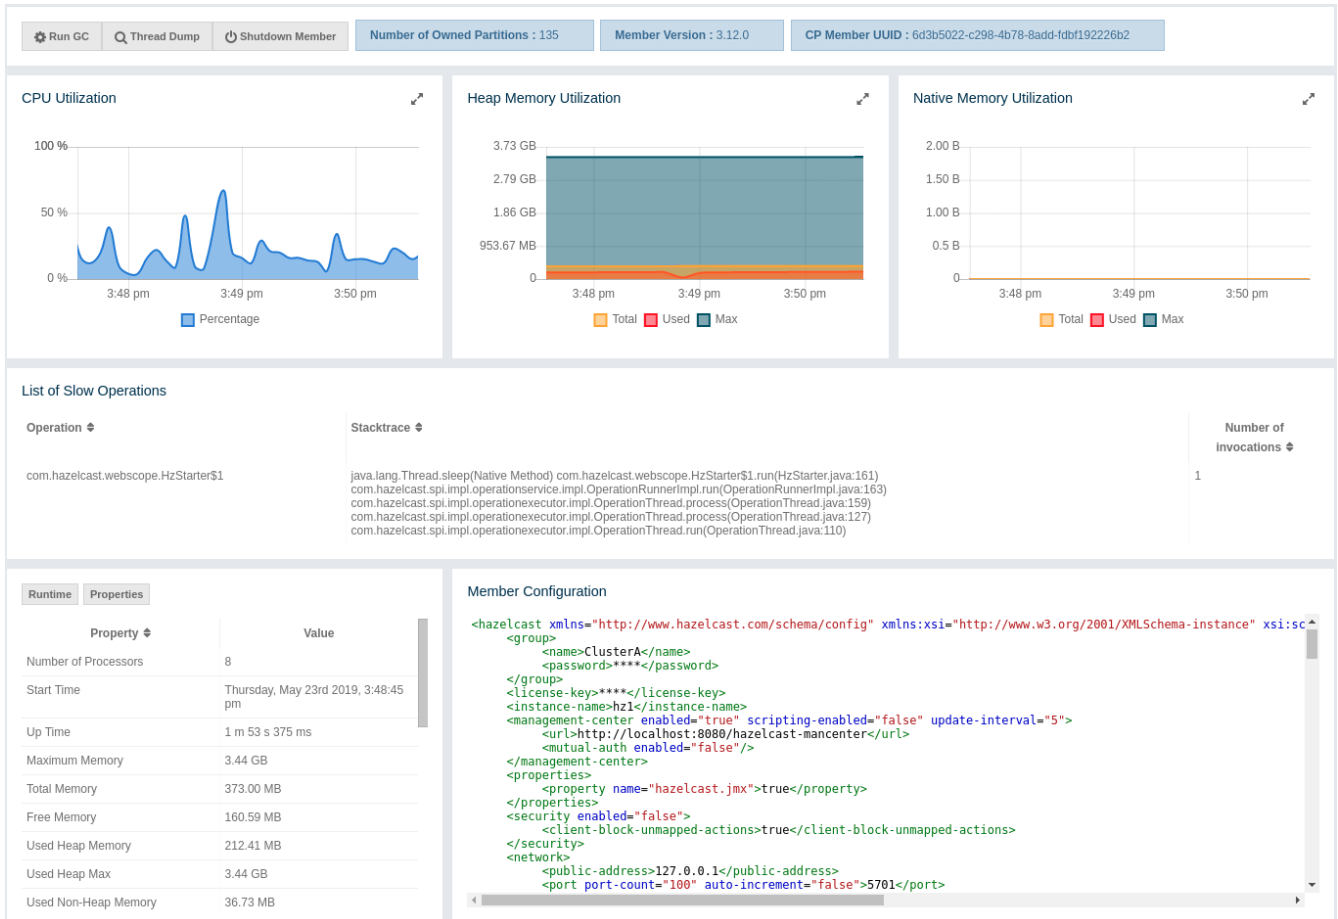 Run GC Thread Dump Shutdown Member Number of Owned Partitions : 135 Member Version : 3.12.0 CP Member UUID : 6d3b5022-c298-4b78-8add-fdbf192226b2
CPU Utilization
100 %
50 %
0 %
3:48 pm 3:49 pm 3:50 pm
Percentage
Heap Memory Utilization
3.73 GB
2.79 GB
1.86 GB
953.67 MB
0
3:48 pm 3:49 pm 3:50 pm
Total Used Max
Native Memory Utilization
2.00 B
1.50 B
1.00 B
0.5 B
0
3:48 pm 3:49 pm 3:50 pm
Total Used Max
List of Slow Operations
Operation Stacktrace Number of
invocations
com.hazelcast.webscope.HzStarter$1 java.lang.Thread.sleep(Native Method) com.hazelcast.webscope.HzStarter$1.run(HzStarter.java:161) 1
com.hazelcast.spi.impl.operationservice.impl.OperationRunnerImpl.run(OperationRunnerImpl.java:163)
com.hazelcast.spi.impl.operationexecutor.impl.OperationThread.process(OperationThread.java:159)
com.hazelcast.spi.impl.operationexecutor.impl.OperationThread.process(OperationThread.java:127)
com.hazelcast.spi.impl.operationexecutor.impl.OperationThread.run(OperationThread.java:110)
Runtime Properties
Property Value
Number of Processors 8
Start Time Thursday, May 23rd 2019, 3:48:45
pm
Up Time 1 m 53 s 375 ms
Maximum Memory 3.44 GB
Total Memory 373.00 MB
Free Memory 160.59 MB
Used Heap Memory 212.41 MB
Used Heap Max 3.44 GB
Used Non-Heap Memory 36.73 MB
Member Configuration
<hazelcast xmlns="http://www.hazelcast.com/schema/config" xmlns:xsi="http://www.w3.org/2001/XMLSchema-instance" xsi:sc
<group>
<name>ClusterA</name>
<password>****</password>
</group>
<license-key>****</license-key>
<instance-name>hz1</instance-name>
<management-center enabled="true" scripting-enabled="false" update-interval="5">
<url>http://localhost:8080/hazelcast-mancenter</url>
<mutual-auth enabled="false"/>
</management-center>
<properties>
<property name="hazelcast.jmx">true</property>
</properties>
<security enabled="false">
<client-block-unmapped-actions>true</client-block-unmapped-actions>
</security>
<network>
<public-address>127.0.0.1</public-address>
<port port-count="100" auto-increment="false">5701</port>